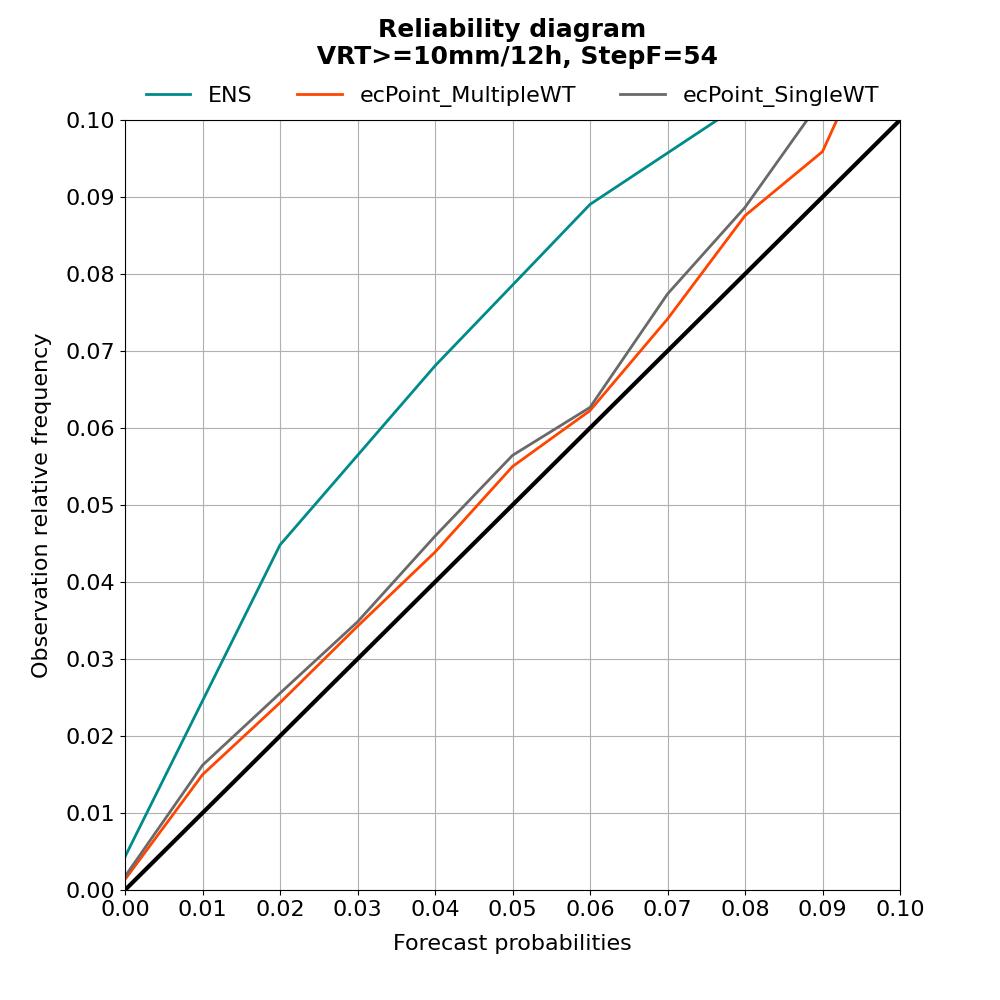 Reliability diagram
VRT>=10mm/12h, StepF=54
ENS ecPoint_MultipleWT ecPoint_SingleWT
0.10
0.09
0.08
0.07
0.06
0.05
0.04
0.03
0.02
0.01
0.00
Observation relative frequency
0.00 0.01 0.02 0.03 0.04 0.05 0.06 0.07 0.08 0.09 0.10
Forecast probabilities